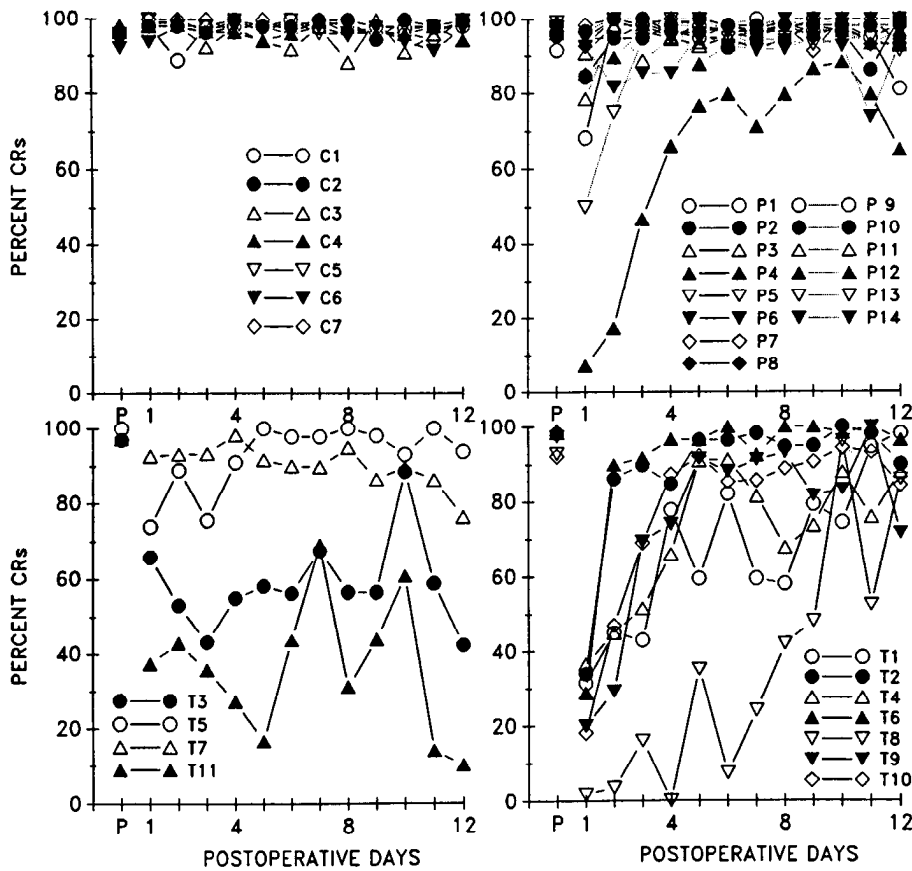 PERCENT CRs
100
80
60
40
20
0
C1
C2
C3
C4
C5
C6
C7
100
80
60
40
20
0
P1
P2
P3
P4
P5
P6
P7
P8
P 9
P10
P11
P12
P13
P14
P 1 4 8 12
P 1 4 8 12
PERCENT CRs
100
80
60
40
20
0
T3
T5
T7
T11
P 1 4 8 12
POSTOPERATIVE DAYS
100
80
60
40
20
0
T1
T2
T4
T6
T8
T9
T10
P 1 4 8 12
POSTOPERATIVE DAYS